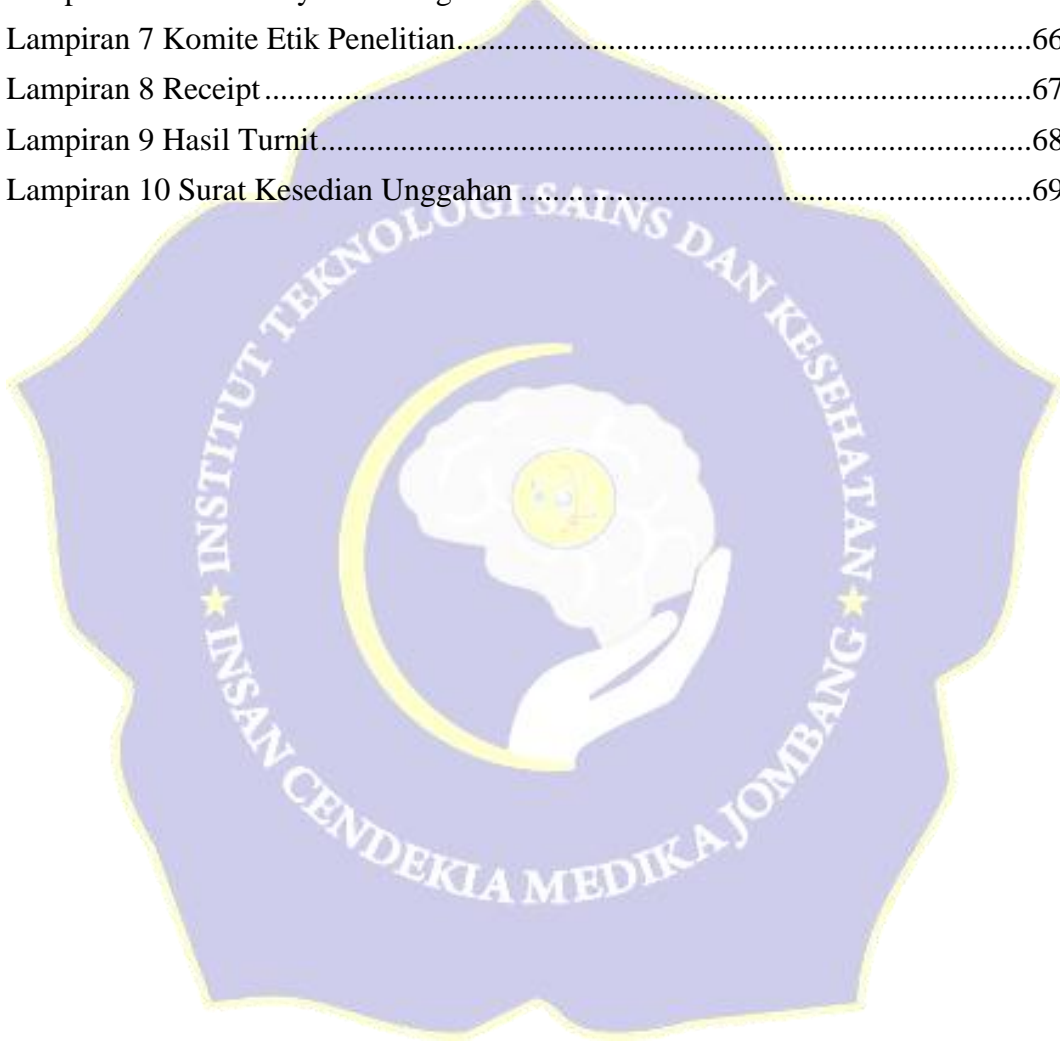 Lampiran 7 Komite Etik Penelitian..........................................................................................66
Lampiran 8 Receipt..........................................................................................67
Lampiran 9 Hasil Turnit..........................................................................................68
Lampiran 10 Surat Kesedian Unggahan..........................................................................................69
INSTITUT TEKNOLOGI SAINS DAN KESEHATAN
INSAN CENDEKIA MEDIKA JOMBANG